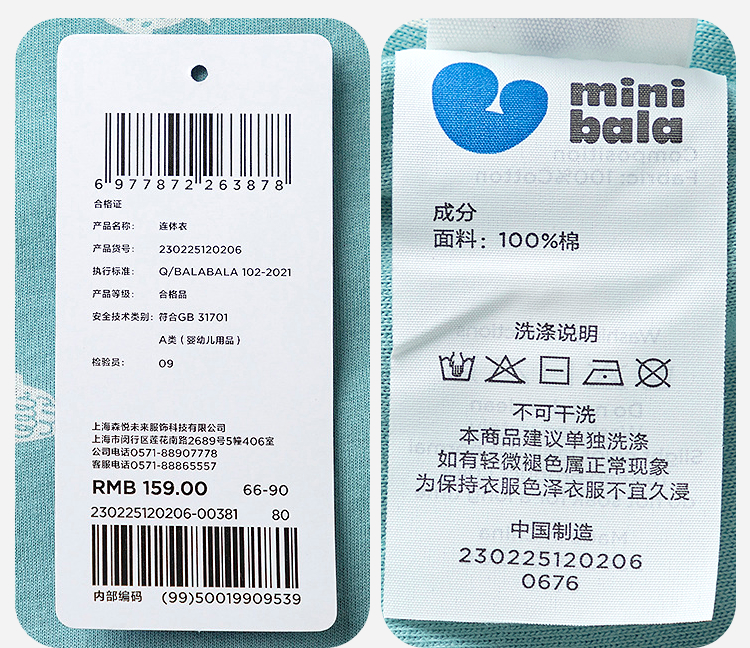 6 977872 263878
合格证
产品名称: 连体衣
产品货号: 230225120206
执行标准: Q/BALABALA 102-2021
产品等级: 合格品
安全技术类别: 符合GB 31701
A类 (婴幼儿用品)
检验员: 09
上海森悦未来服饰科技有限公司
上海市闵行区莲花南路2689号5幢406室
公司电话0571-88907778
客服电话0571-88865557
RMB 159.00 66-90
230225120206-00381 80
内部编码 (99)50019909539
mini
bala
Composition
Fabric: 100%Cotton
成分
面料: 100%棉
洗涤说明
不可干洗
本商品建议单独洗涤
如有轻微褪色属正常现象
为保持衣服色泽衣服不宜久浸
中国制造
230225120206
0676